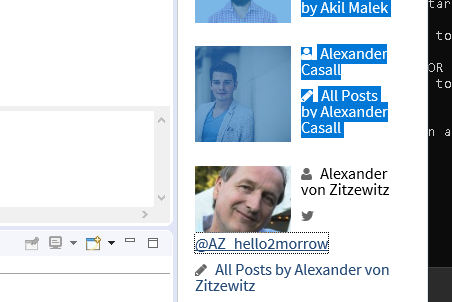 by Akil Malek
Alexander
Casall
All Posts
by Alexander
Casall
Alexander
von Zitzewitz
@AZ_hello2morrow
All Posts by Alexander von
Zitzewitz
tar
to
OR
to
n a